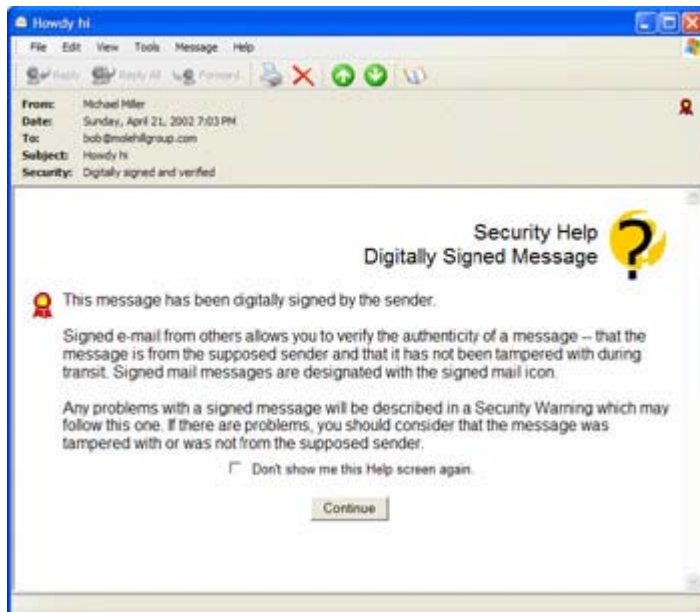 Howdy hi
File Edit View Tools Message Help
Reply Reply All Forward
From: Michael Miller
Date: Sunday, April 21, 2002 7:03 PM
To: bob@molehillgroup.com
Subject: Howdy hi
Security: Digitally signed and verified
Security Help
Digitally Signed Message
This message has been digitally signed by the sender.
Signed e-mail from others allows you to verify the authenticity of a message -- that the
message is from the supposed sender and that it has not been tampered with during
transit. Signed mail messages are designated with the signed mail icon.
Any problems with a signed message will be described in a Security Warning which may
follow this one. If there are problems, you should consider that the message was
tampered with or was not from the supposed sender.
Don't show me this Help screen again.
Continue